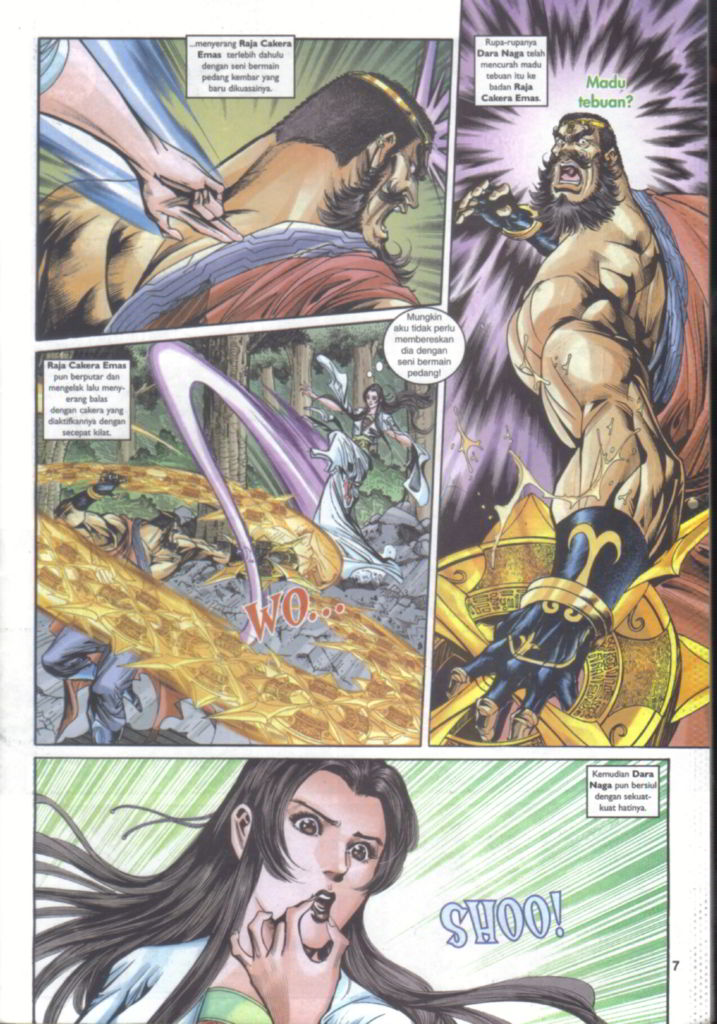 ...menyerang Raja Cakera
Emas terlebih dahulu
dengan seni bermain
pedang kembar yang
baru dikuasainya.
Rupa-rupanya
Dara Naga telah
mencurah madu
tebuan itu ke
badan Raja
Cakera Emas.
Madu
tebuan?
Raja Cakera Emas
pun berputar dan
mengelak lalu meny-
erang balas
dengan cakera yang
diaktifkannya dengan
secepat kilat.
Mungkin
aku tidak perlu
membereskan
dia dengan
seni bermain
pedang!
WO...
Kemudian Dara
Naga pun bersiul
dengan sekuat-
kuat hatinya.
SHOO!
7